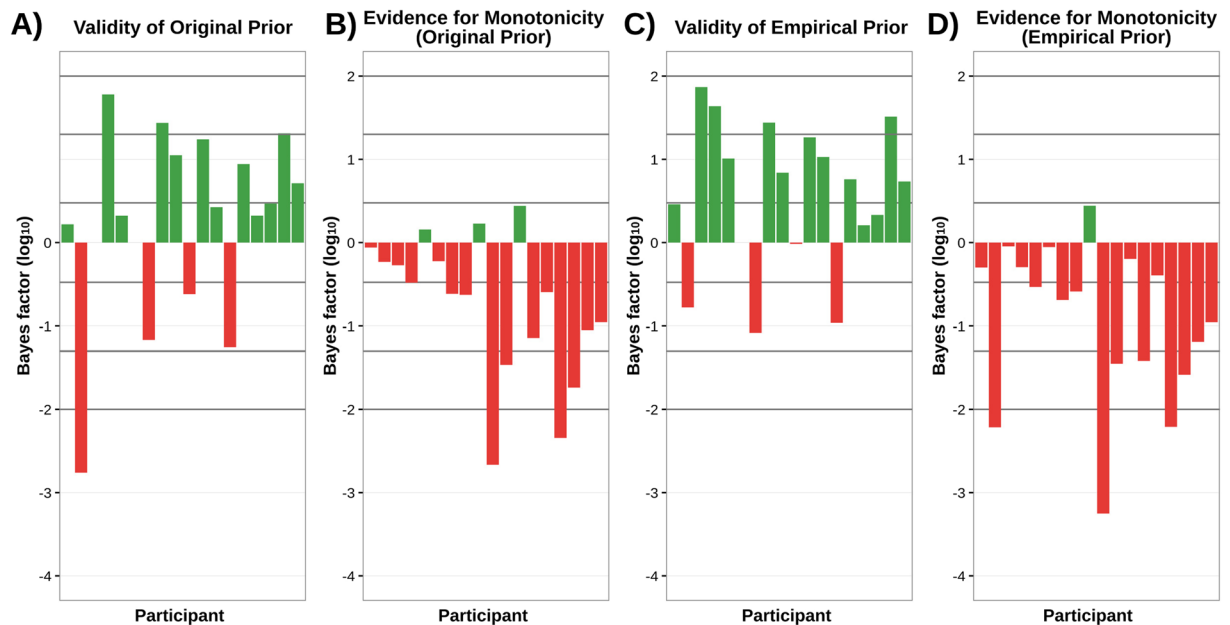 A) Validity of Original Prior
B) Evidence for Monotonicity
(Original Prior)
C) Validity of Empirical Prior
D) Evidence for Monotonicity
(Empirical Prior)
Bayes factor (log₁₀)
2
1
0
-1
-2
-3
-4
Participant
Bayes factor (log₁₀)
2
1
0
-1
-2
-3
-4
Participant
Bayes factor (log₁₀)
2
1
0
-1
-2
-3
-4
Participant
Bayes factor (log₁₀)
2
1
0
-1
-2
-3
-4
Participant